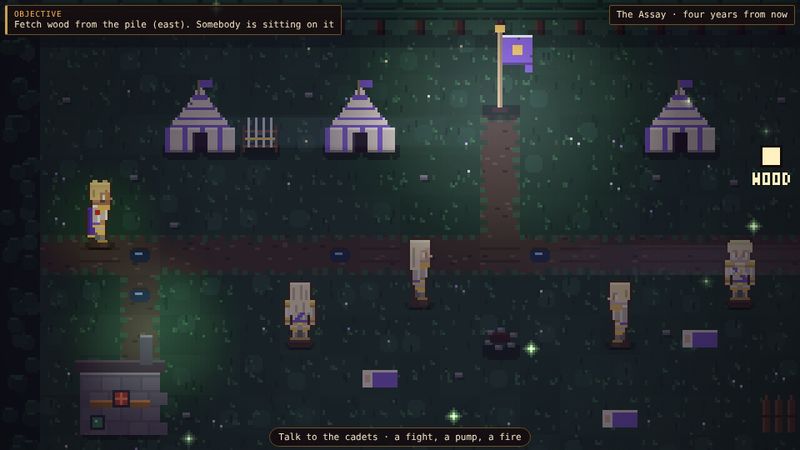 OBJECTIVE
Fetch wood from the pile (east). Somebody is sitting on it
The Assay · four years from now
WOOD
Talk to the cadets · a fight, a pump, a fire